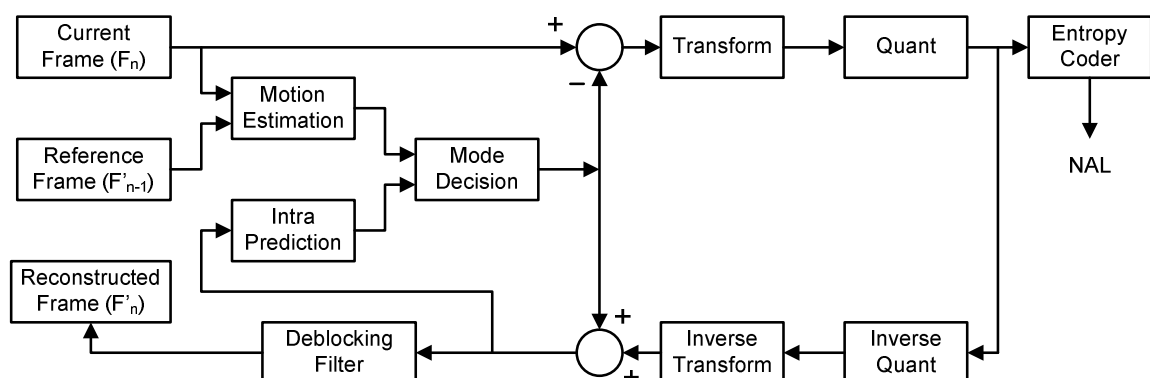 Current
Frame (Fn)
+
Transform
Quant
Entropy
Coder
−
Motion
Estimation
Reference
Frame (F'n-1)
Mode
Decision
NAL
Intra
Prediction
Reconstructed
Frame (F'n)
+
Deblocking
Filter
+
Inverse
Transform
Inverse
Quant